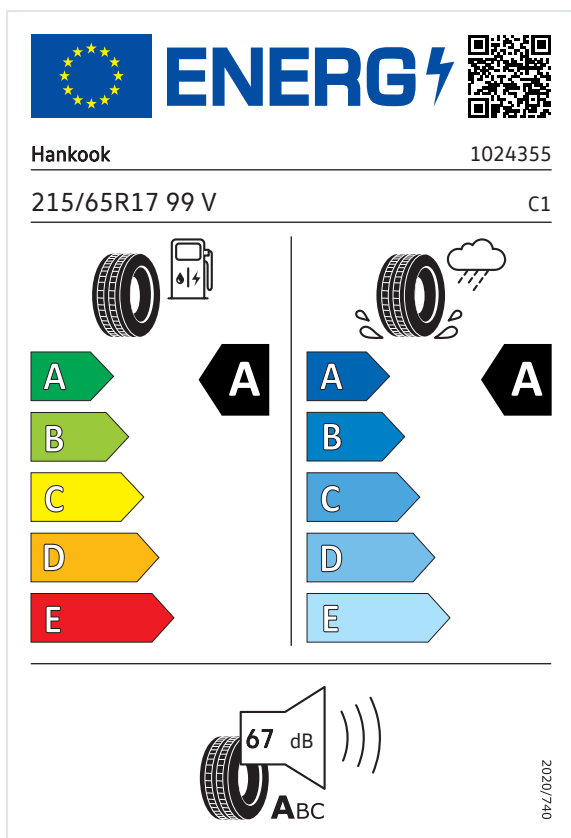 ENERG
Hankook 1024355
215/65R17 99 V C1
A A A A
B B
C C
D D
E E
67 dB
ABC
2020/740